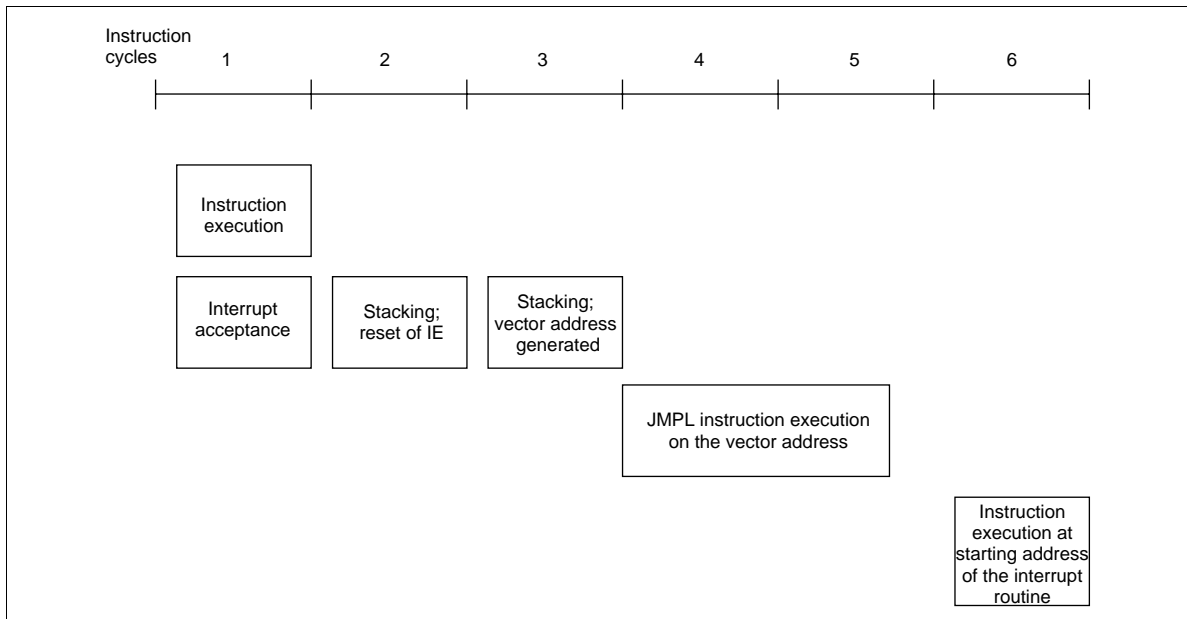 Instruction
cycles
1 2 3 4 5 6
Instruction
execution
Interrupt
acceptance
Stacking;
reset of IE
Stacking;
vector address
generated
JMPL instruction execution
on the vector address
Instruction
execution at
starting address
of the interrupt
routine